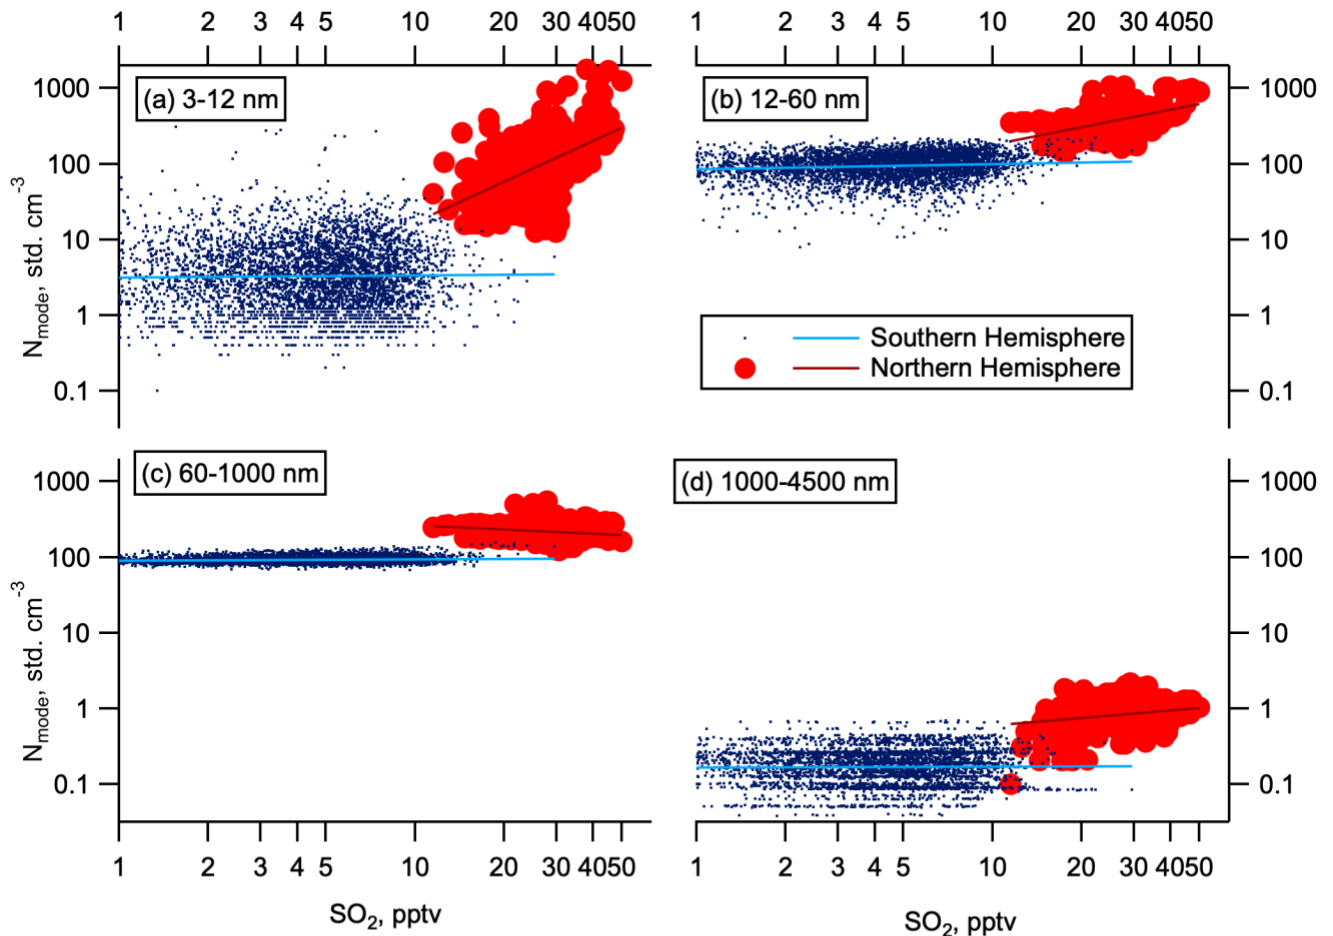 1 2 3 4 5 10 20 30 4050 1 2 3 4 5 10 20 30 4050
(a) 3-12 nm
(b) 12-60 nm
1000
100
10
1
0.1
N_mode, std. cm^-3
1000
100
10
1
0.1
Southern Hemisphere
Northern Hemisphere
(c) 60-1000 nm
(d) 1000-4500 nm
1000
100
10
1
0.1
N_mode, std. cm^-3
1000
100
10
1
0.1
1 2 3 4 5 10 20 30 4050 1 2 3 4 5 10 20 30 4050
SO₂, pptv
SO₂, pptv